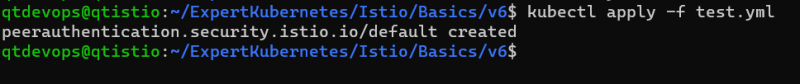 qtdevops@qtistio:~/ExpertKubernetes/Istio/Basics/v6$ kubectl apply -f test.yml
peerauthentication.security.istio.io/default created
qtdevops@qtistio:~/ExpertKubernetes/Istio/Basics/v6$